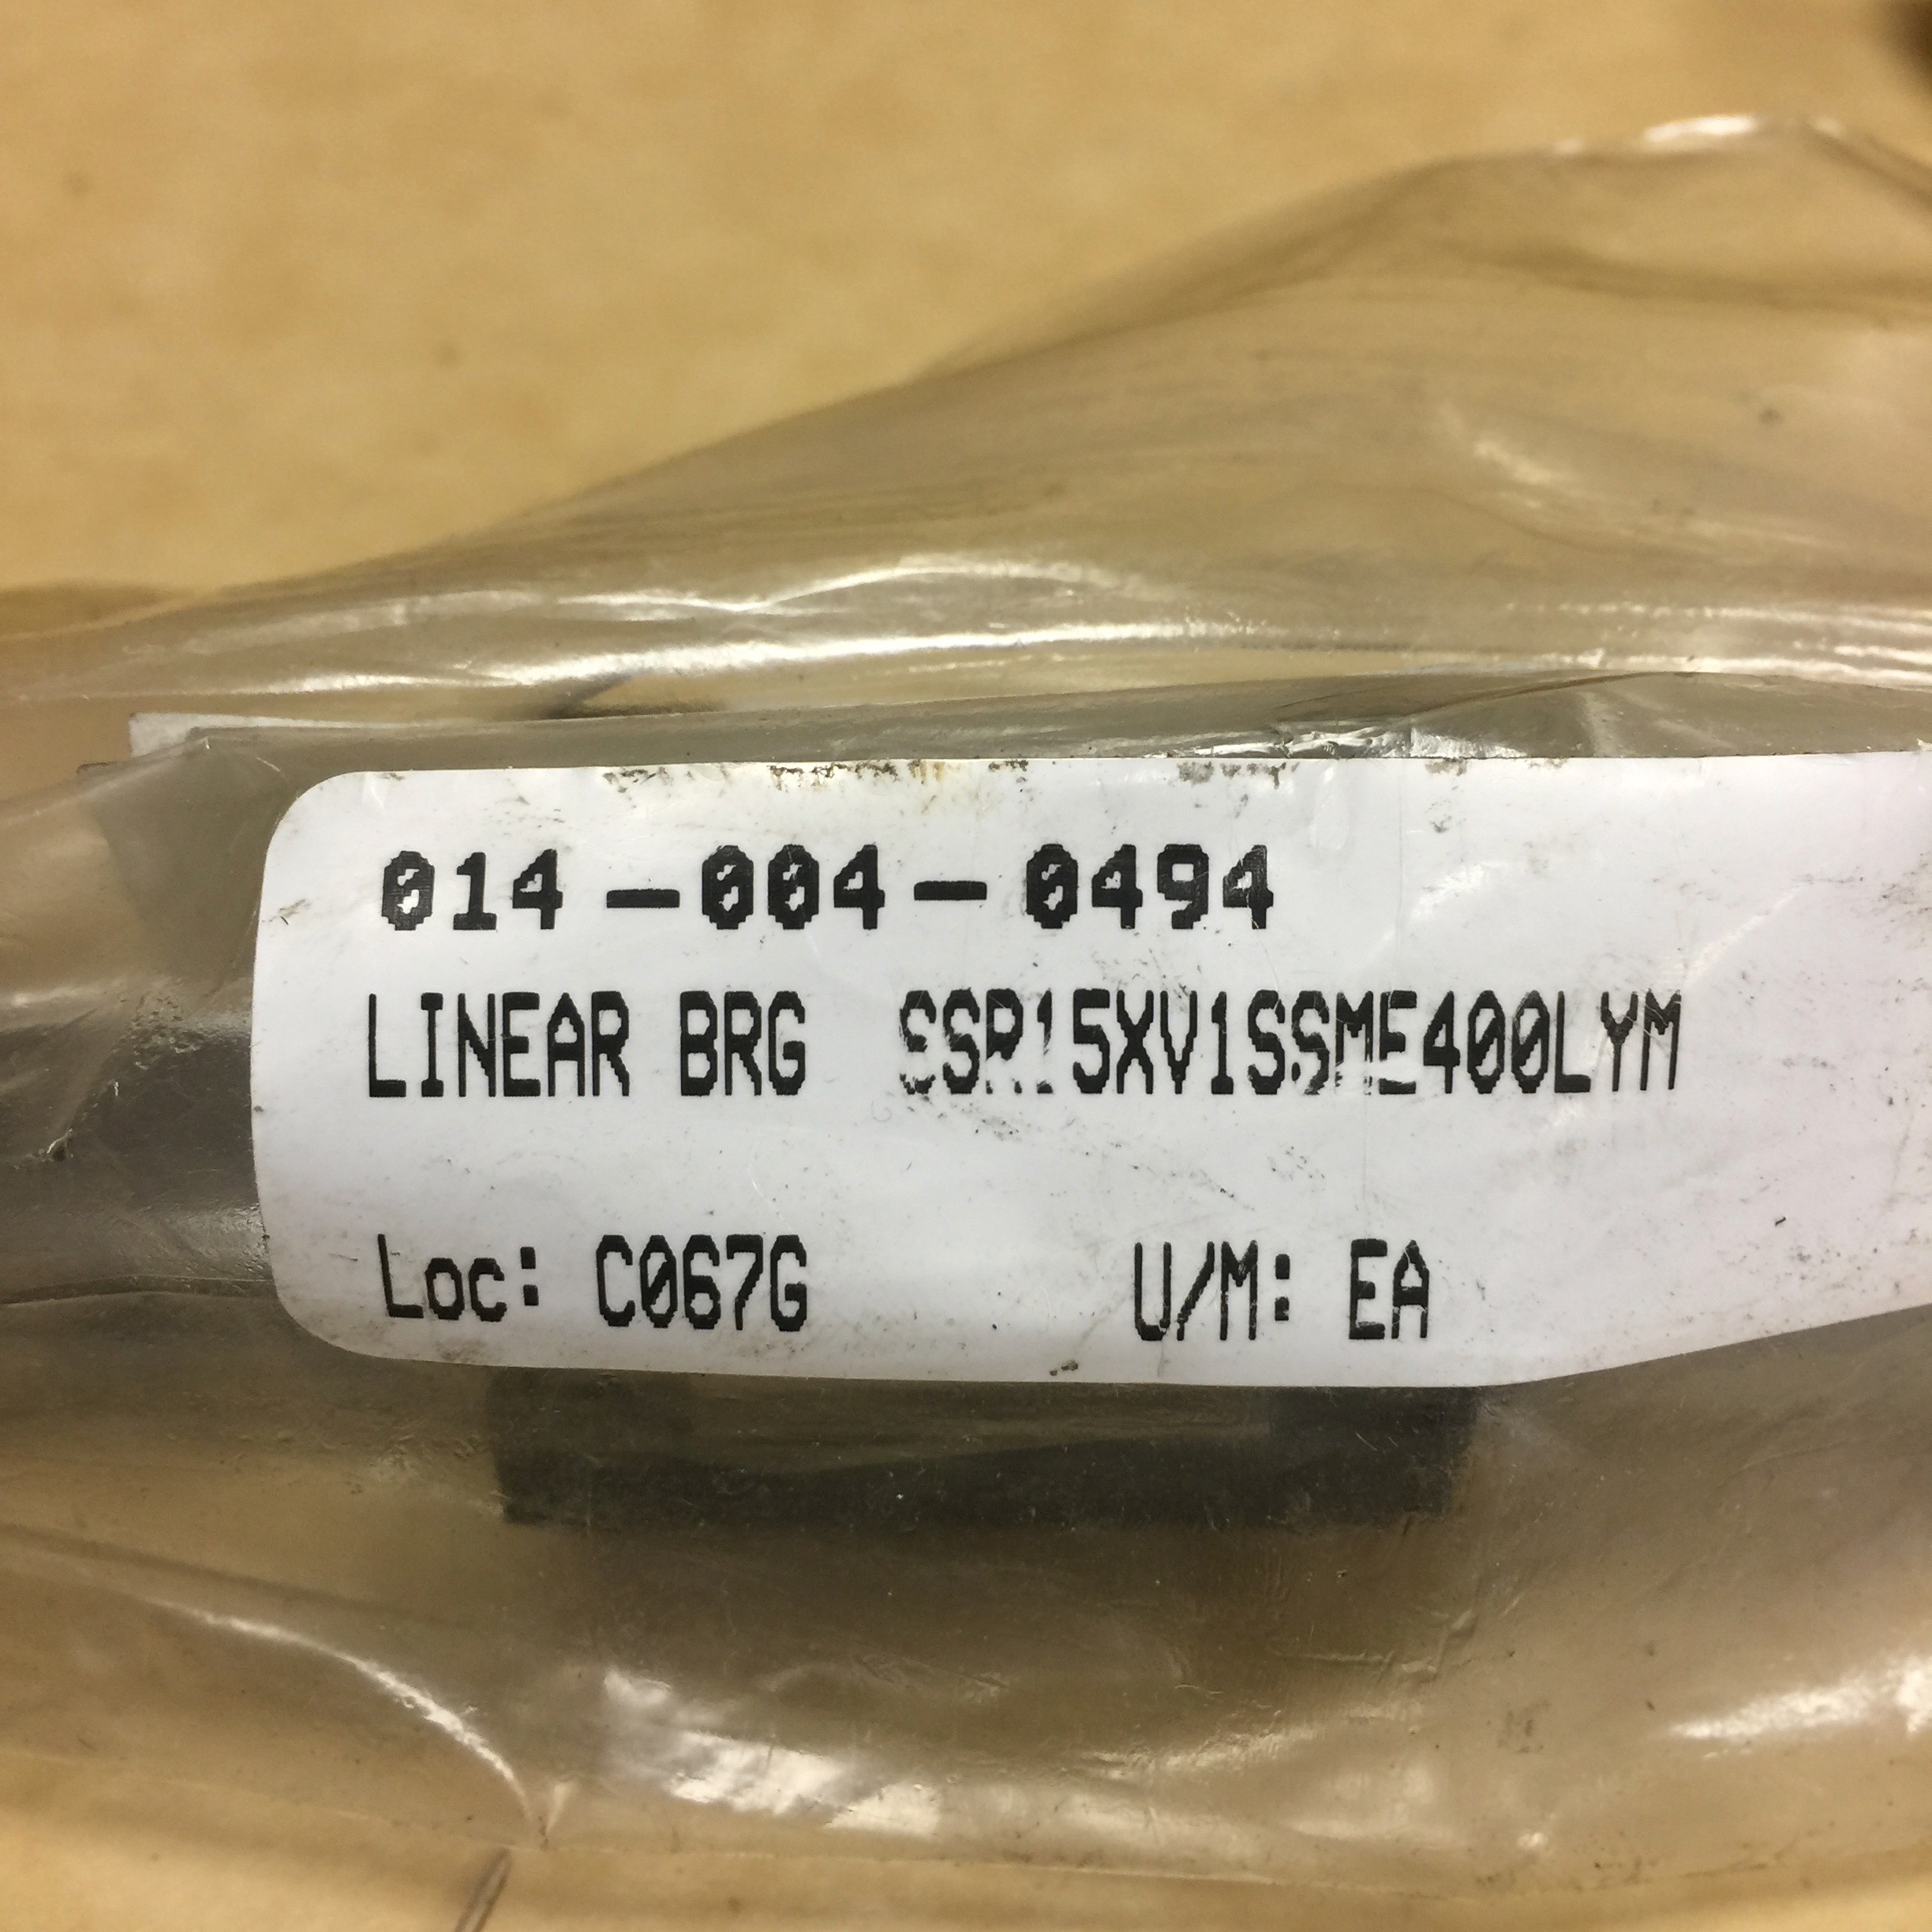 014-004-0494
LINEAR BRG SSR15XV1SSME400LYM
Loc: C067G U/M: EA